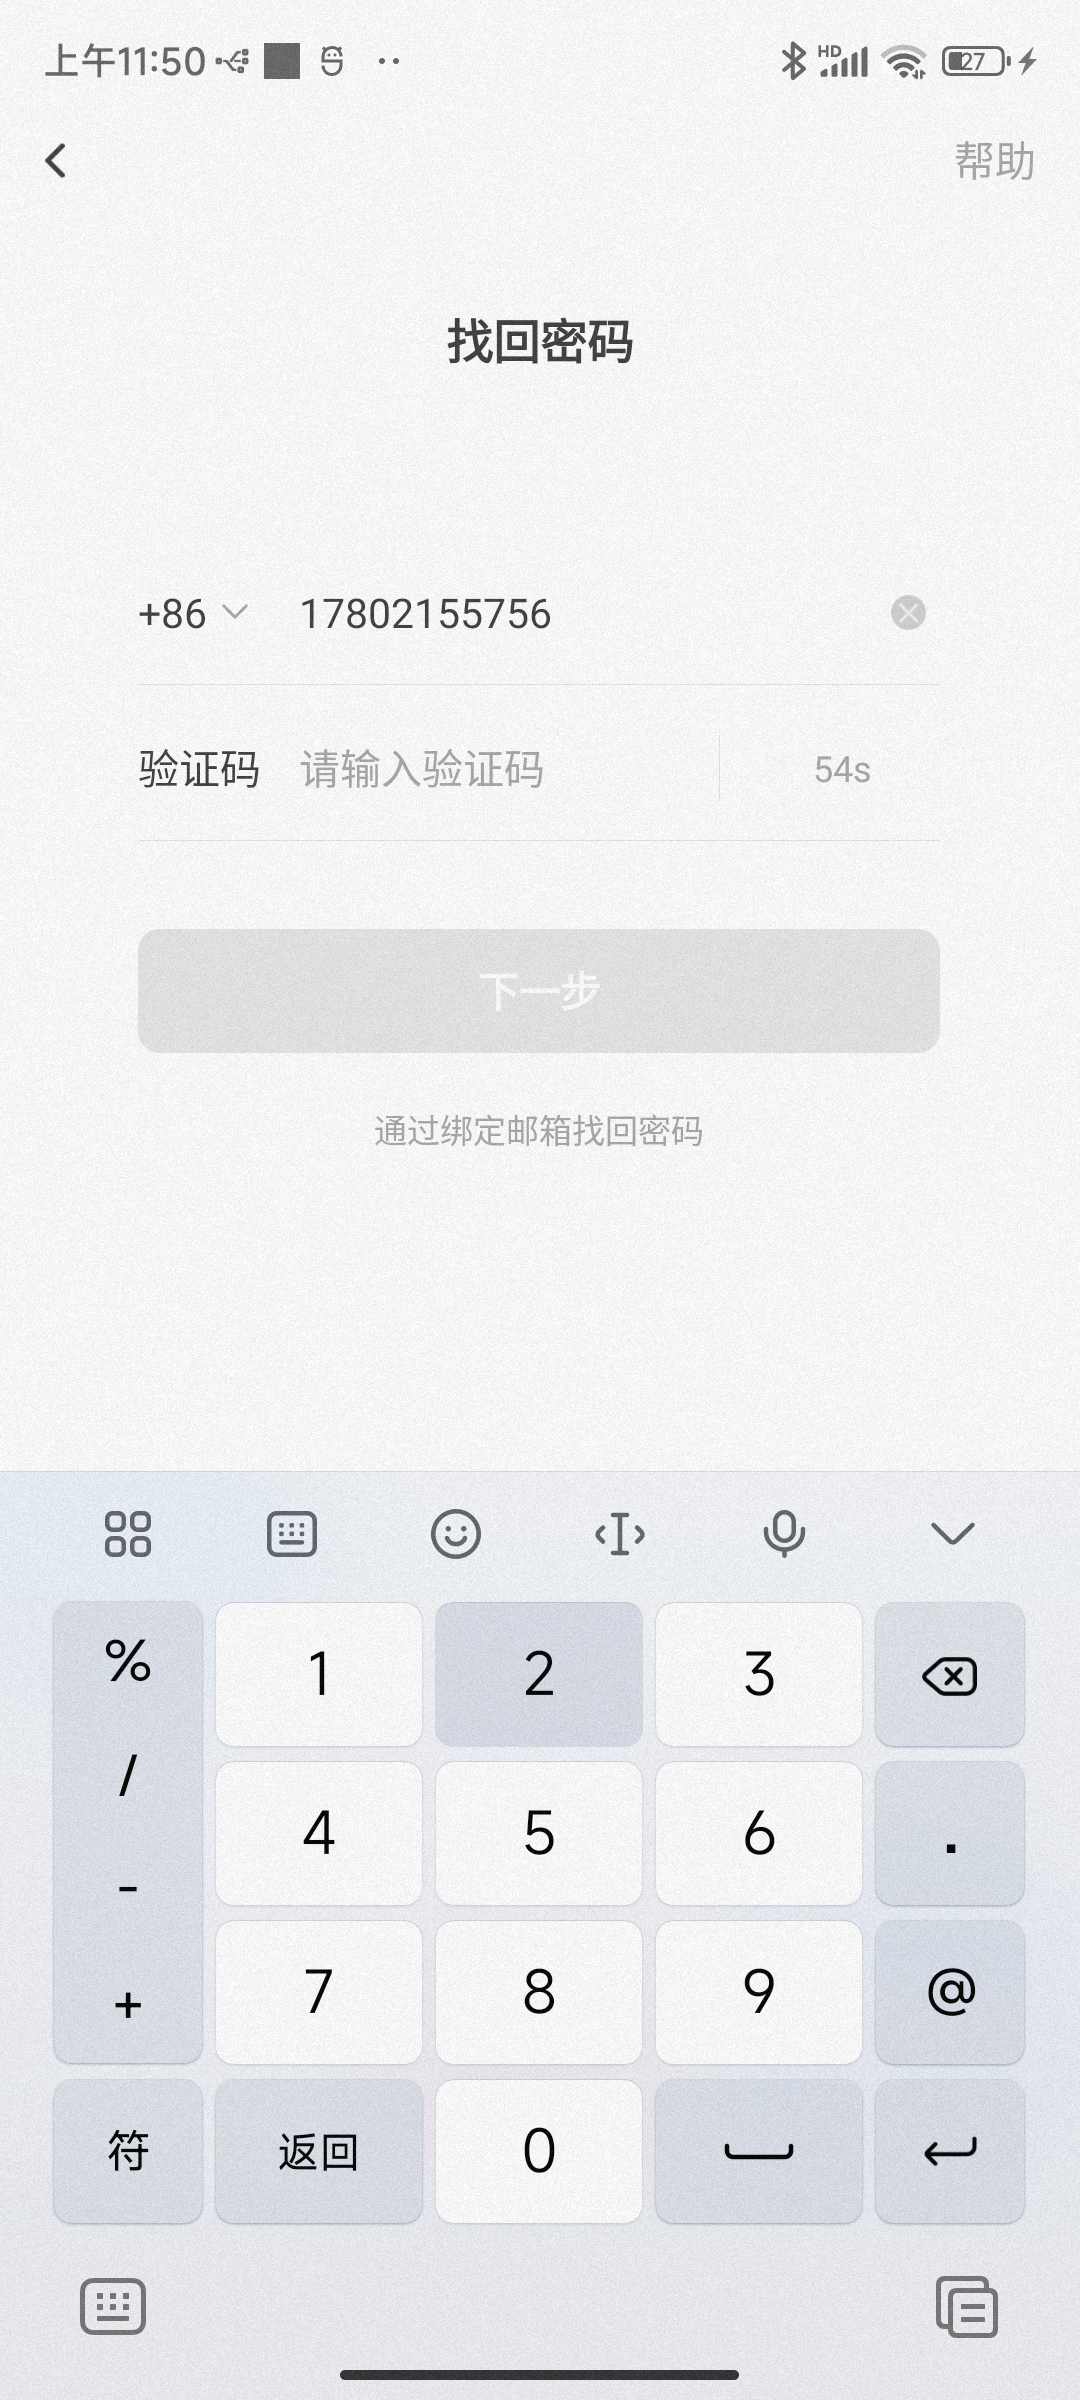 上午11:50
HD
27
帮助
找回密码
+86 17802155756
验证码 请输入验证码 54s
下一步
通过绑定邮箱找回密码
% 1 2 3
/ 4 5 6 .
- 7 8 9 @
+
符 返回 0